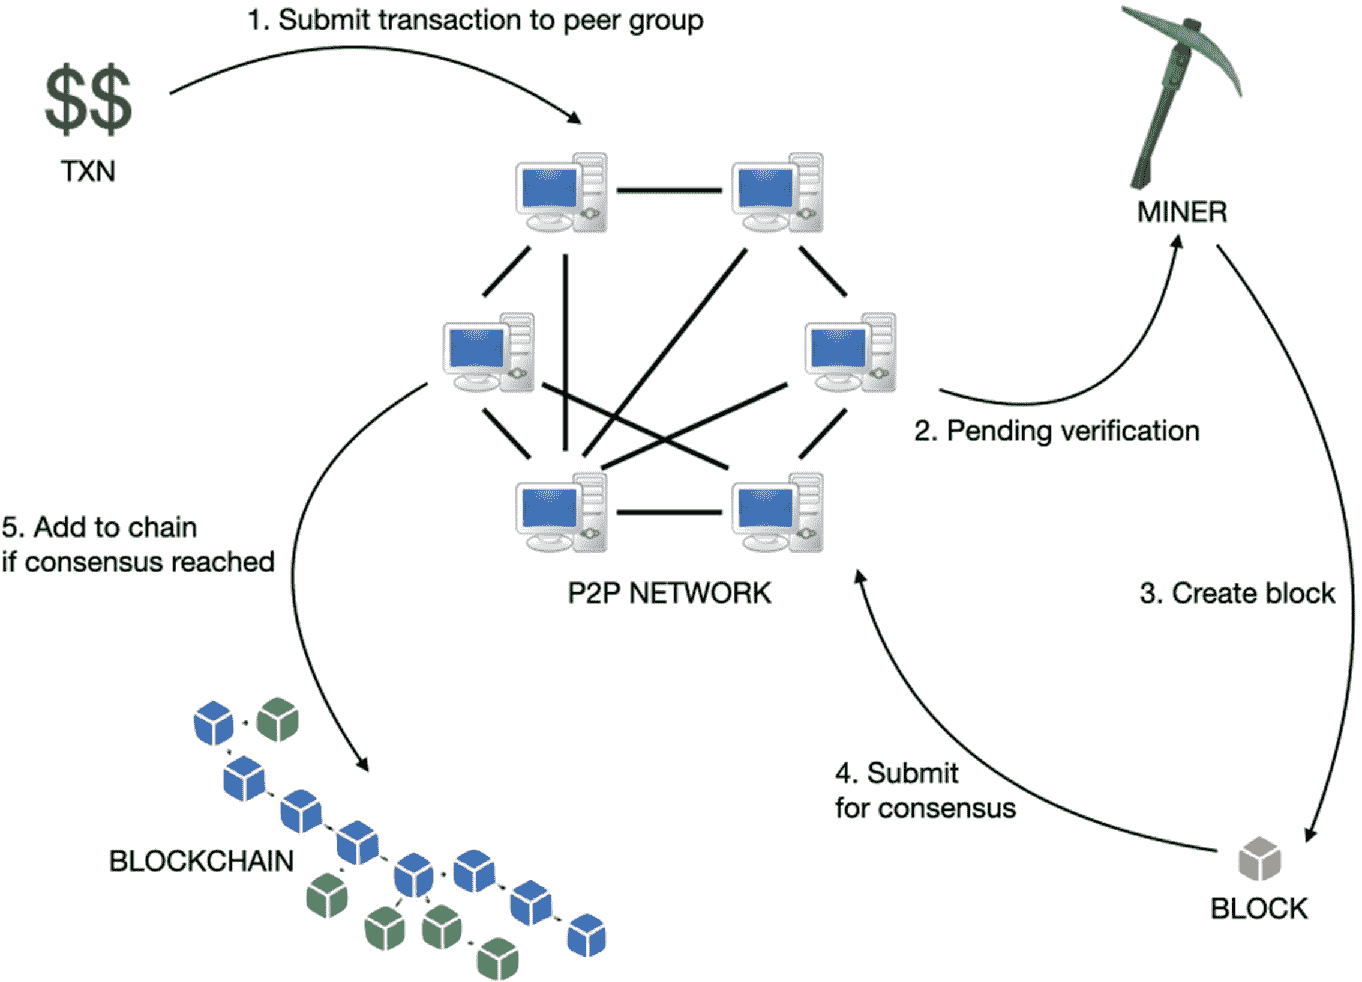 1. Submit transaction to peer group
$$
TXN
MINER
2. Pending verification
5. Add to chain
if consensus reached
P2P NETWORK
3. Create block
4. Submit
for consensus
BLOCKCHAIN
BLOCK